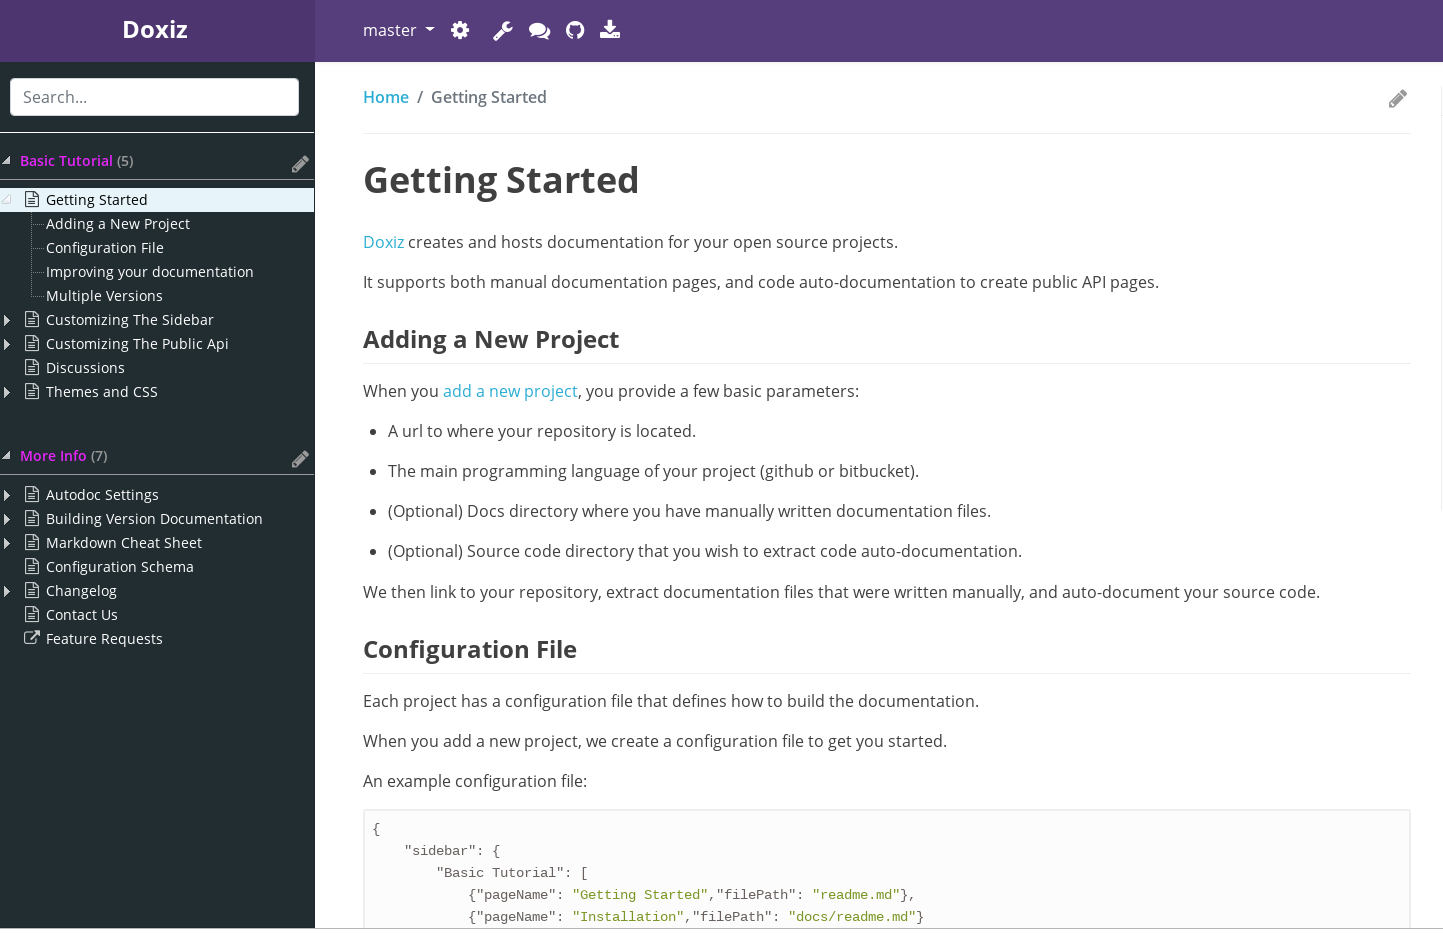 Doxiz
master
Search...
Basic Tutorial (5)
Getting Started
Adding a New Project
Configuration File
Improving your documentation
Multiple Versions
Customizing The Sidebar
Customizing The Public Api
Discussions
Themes and CSS
More Info (7)
Autodoc Settings
Building Version Documentation
Markdown Cheat Sheet
Configuration Schema
Changelog
Contact Us
Feature Requests
Home / Getting Started
Getting Started
Doxiz creates and hosts documentation for your open source projects.
It supports both manual documentation pages, and code auto-documentation to create public API pages.
Adding a New Project
When you add a new project, you provide a few basic parameters:
• A url to where your repository is located.
• The main programming language of your project (github or bitbucket).
• (Optional) Docs directory where you have manually written documentation files.
• (Optional) Source code directory that you wish to extract code auto-documentation.
We then link to your repository, extract documentation files that were written manually, and auto-document your source code.
Configuration File
Each project has a configuration file that defines how to build the documentation.
When you add a new project, we create a configuration file to get you started.
An example configuration file:
{
    "sidebar": {
        "Basic Tutorial": [
            {"pageName": "Getting Started","filePath": "readme.md"},
            {"pageName": "Installation","filePath": "docs/readme.md"}